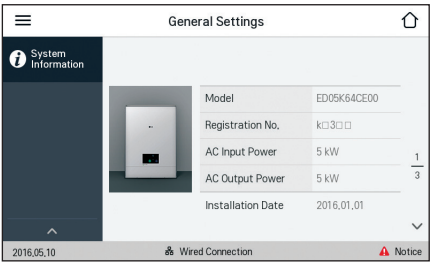 General Settings
System
Information
Model ED05K64CE00
Registration No. k□3□□
AC Input Power 5 kW
AC Output Power 5 kW
Installation Date 2016.01.01
1
3
2016.05.10 Wired Connection Notice